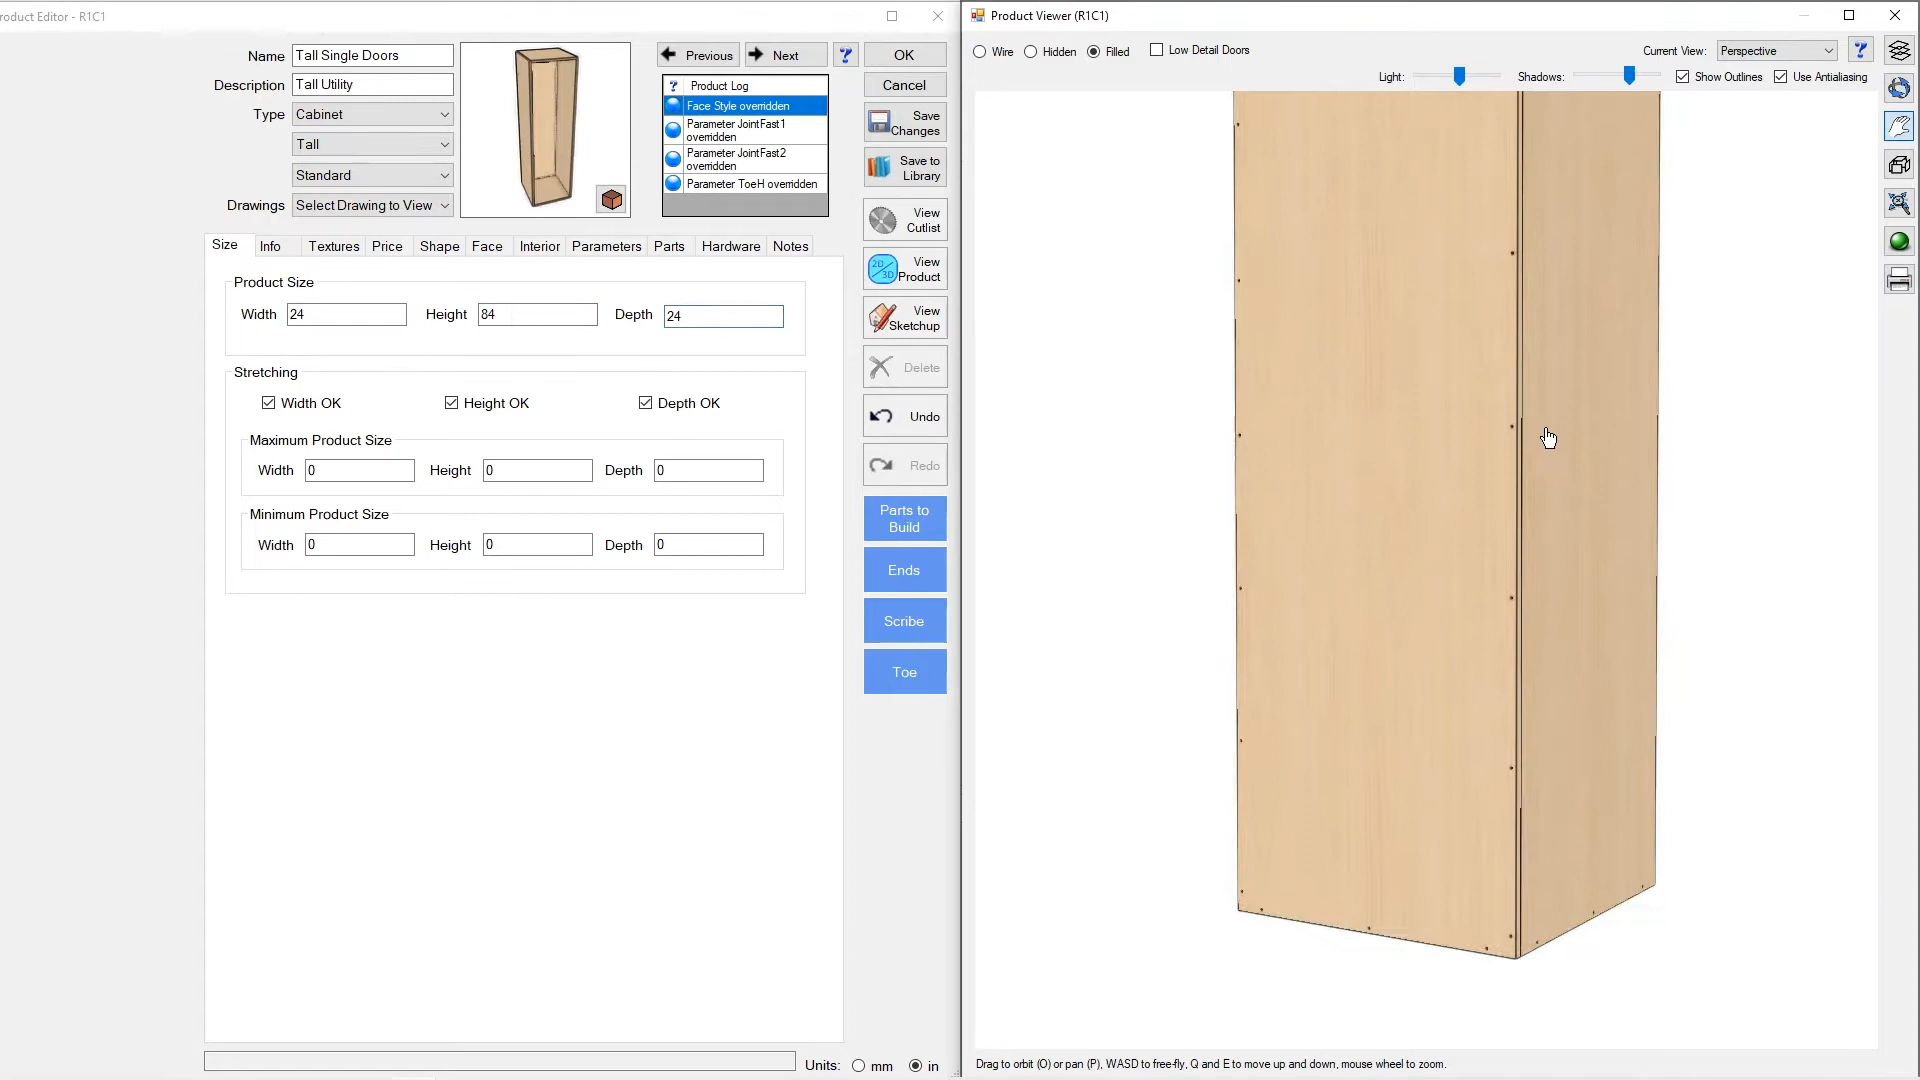 roduct Editor - R1C1
Name Tall Single Doors
Description Tall Utility
Type Cabinet
Tall
Standard
Drawings Select Drawing to View
Previous Next ?
? Product Log
Face Style overridden
Parameter JointFast1
overridden
Parameter JointFast2
overridden
Parameter ToeH overridden
OK
Cancel
Save
Changes
Save to
Library
View
Cutlist
2D
3D
View
Product
View
Sketchup
Delete
Undo
Redo
Parts to
Build
Ends
Scribe
Toe
Size Info Textures Price Shape Face Interior Parameters Parts Hardware Notes
Product Size
Width 24 Height 84 Depth 24
Stretching
Width OK Height OK Depth OK
Maximum Product Size
Width 0 Height 0 Depth 0
Minimum Product Size
Width 0 Height 0 Depth 0
Units: mm in
Product Viewer (R1C1)
Wire Hidden Filled Low Detail Doors
Current View: Perspective ?
Light: Shadows: Show Outlines Use Antialiasing
Drag to orbit (O) or pan (P), WASD to free-fly, Q and E to move up and down, mouse wheel to zoom.